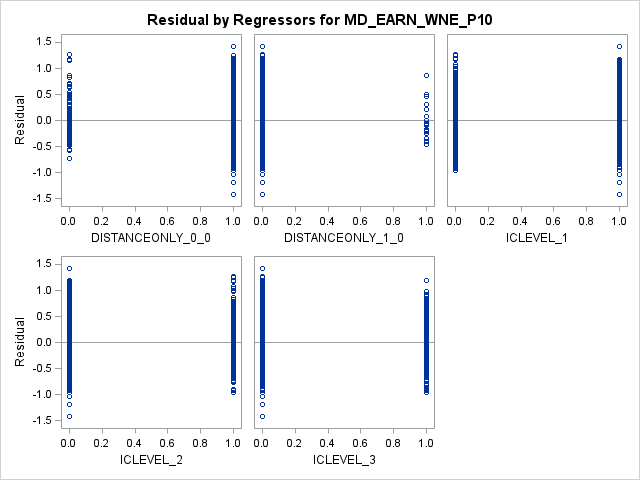 Residual by Regressors for MD_EARN_WNE_P10
1.5
1.0
0.5
0.0
-0.5
-1.0
-1.5
Residual
0.0 0.2 0.4 0.6 0.8 1.0 0.0 0.2 0.4 0.6 0.8 1.0 0.0 0.2 0.4 0.6 0.8 1.0
DISTANCEONLY_0_0 DISTANCEONLY_1_0 ICLEVEL_1
1.5
1.0
0.5
0.0
-0.5
-1.0
-1.5
Residual
0.0 0.2 0.4 0.6 0.8 1.0 0.0 0.2 0.4 0.6 0.8 1.0
ICLEVEL_2 ICLEVEL_3